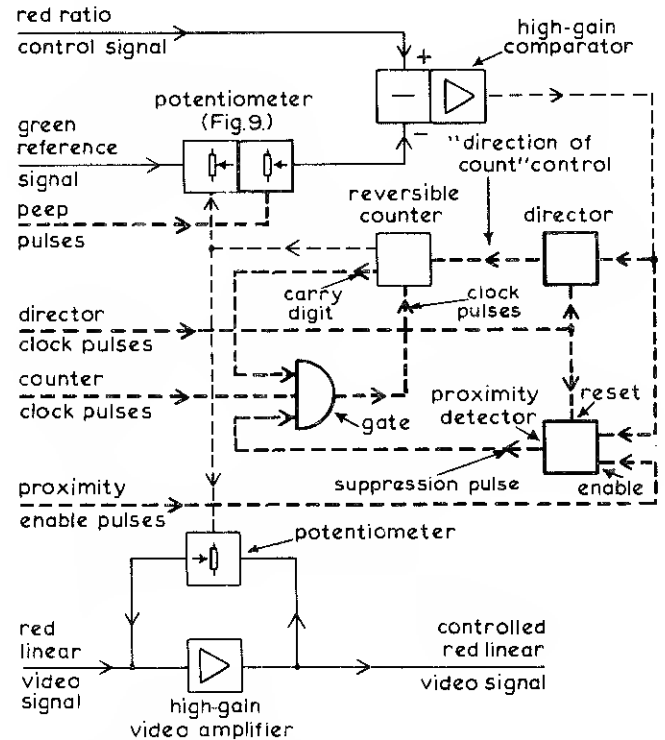 red ratio
control signal
high-gain
comparator
+
−
−
potentiometer
(Fig.9.)
green
reference
signal
"direction of
count" control
peep
pulses
reversible
counter
director
carry
digit
clock
pulses
director
clock pulses
counter
clock pulses
gate
proximity
detector
reset
enable
suppression pulse
proximity
enable pulses
potentiometer
red
linear
video
signal
high-gain
video amplifier
controlled
red linear
video signal